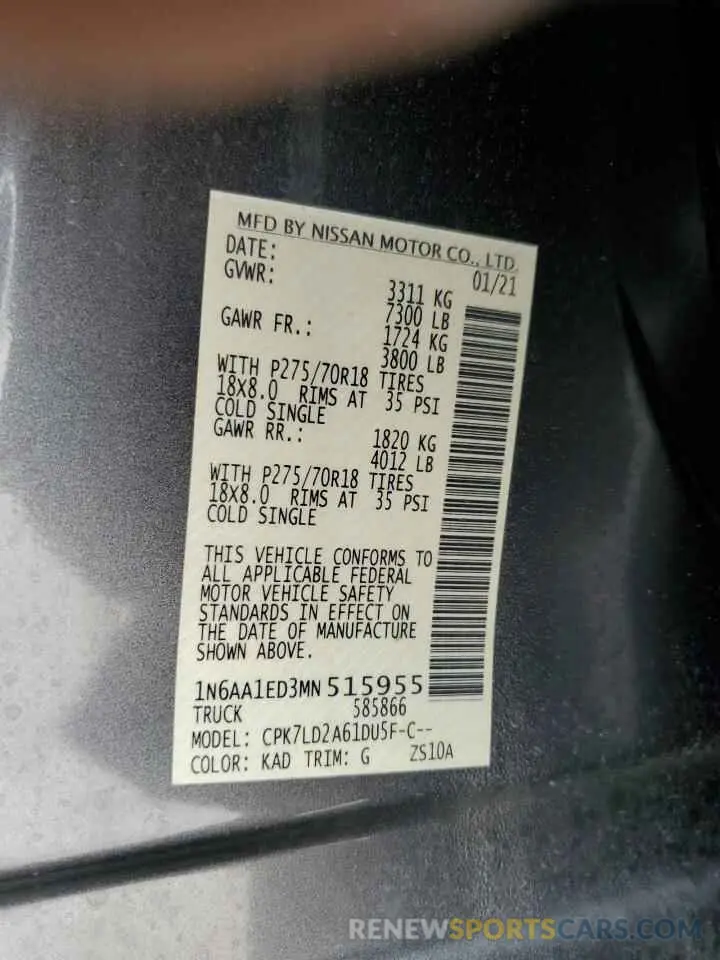 MFD BY NISSAN MOTOR CO., LTD.
DATE: 01/21
GVWR: 3311 KG
7300 LB
GAWR FR.: 1724 KG
3800 LB
WITH P275/70R18 TIRES
18X8.0 RIMS AT 35 PSI
COLD SINGLE
GAWR RR.: 1820 KG
4012 LB
WITH P275/70R18 TIRES
18X8.0 RIMS AT 35 PSI
COLD SINGLE
THIS VEHICLE CONFORMS TO
ALL APPLICABLE FEDERAL
MOTOR VEHICLE SAFETY
STANDARDS IN EFFECT ON
THE DATE OF MANUFACTURE
SHOWN ABOVE.
1N6AA1ED3MN515955
TRUCK 585866
MODEL: CPK7LD2A61DU5F-C--
COLOR: KAD TRIM: G ZS10A
RENEWSPORTSCARS.COM